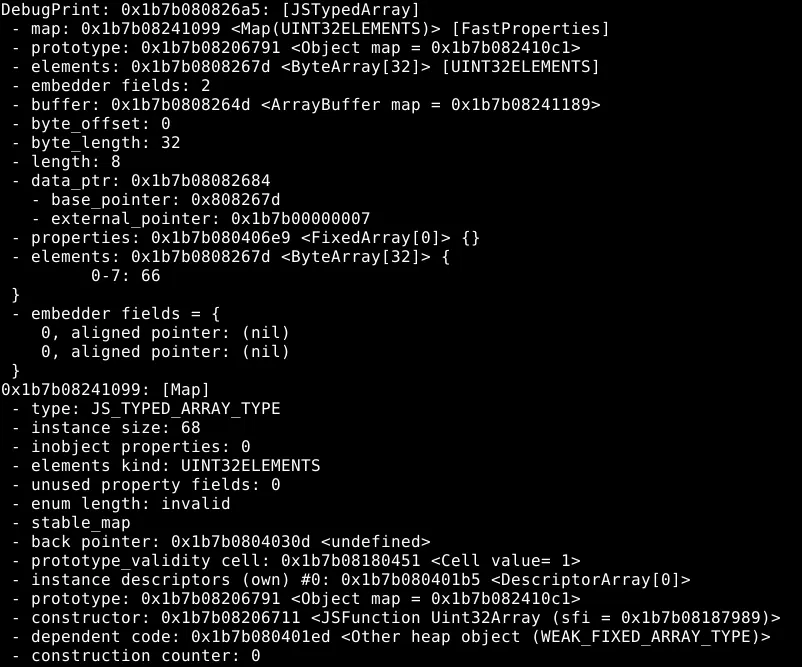 DebugPrint: 0x1b7b080826a5: [JSTypedArray]
- map: 0x1b7b08241099 <Map(UINT32ELEMENTS)> [FastProperties]
- prototype: 0x1b7b08206791 <Object map = 0x1b7b082410c1>
- elements: 0x1b7b0808267d <ByteArray[32]> [UINT32ELEMENTS]
- embedder fields: 2
- buffer: 0x1b7b0808264d <ArrayBuffer map = 0x1b7b08241189>
- byte_offset: 0
- byte_length: 32
- length: 8
- data_ptr: 0x1b7b08082684
- base_pointer: 0x808267d
- external_pointer: 0x1b7b00000007
- properties: 0x1b7b080406e9 <FixedArray[0]> {}
- elements: 0x1b7b0808267d <ByteArray[32]> {
0-7: 66
}
- embedder fields = {
0, aligned pointer: (nil)
0, aligned pointer: (nil)
}
0x1b7b08241099: [Map]
- type: JS_TYPED_ARRAY_TYPE
- instance size: 68
- inobject properties: 0
- elements kind: UINT32ELEMENTS
- unused property fields: 0
- enum length: invalid
- stable_map
- back pointer: 0x1b7b0804030d <undefined>
- prototype_validity cell: 0x1b7b08180451 <Cell value= 1>
- instance descriptors (own) #0: 0x1b7b080401b5 <DescriptorArray[0]>
- prototype: 0x1b7b08206791 <Object map = 0x1b7b082410c1>
- constructor: 0x1b7b08206711 <JSFunction Uint32Array (sfi = 0x1b7b08187989)>
- dependent code: 0x1b7b080401ed <Other heap object (WEAK_FIXED_ARRAY_TYPE)>
- construction counter: 0